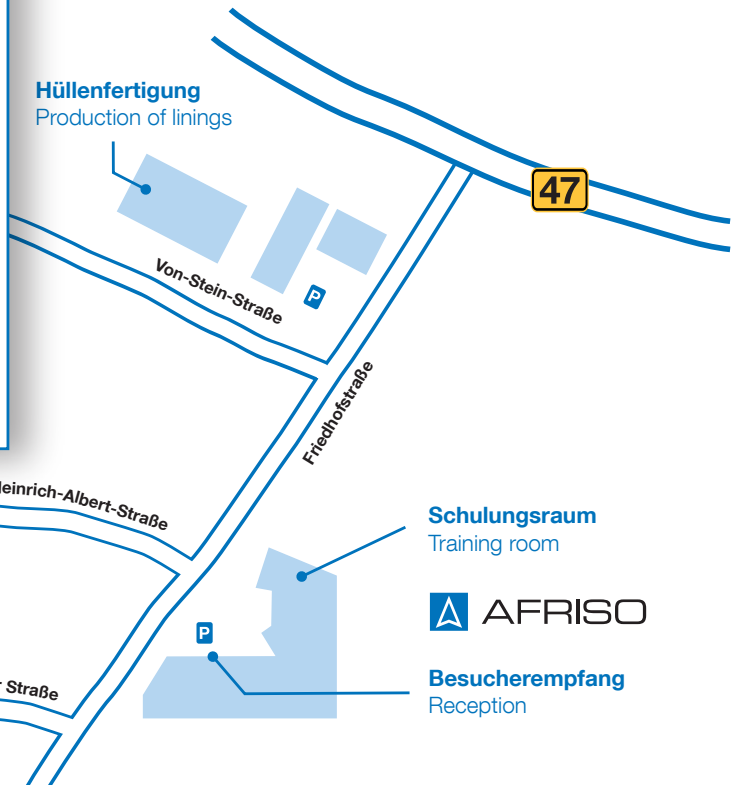 Hüllenfertigung
Production of linings
47
Von-Stein-Straße
P
Friedhofstraße
einrich-Albert-Straße
Schulungsraum
Training room
AFRISO
P
Besucherempfang
Reception
Straße